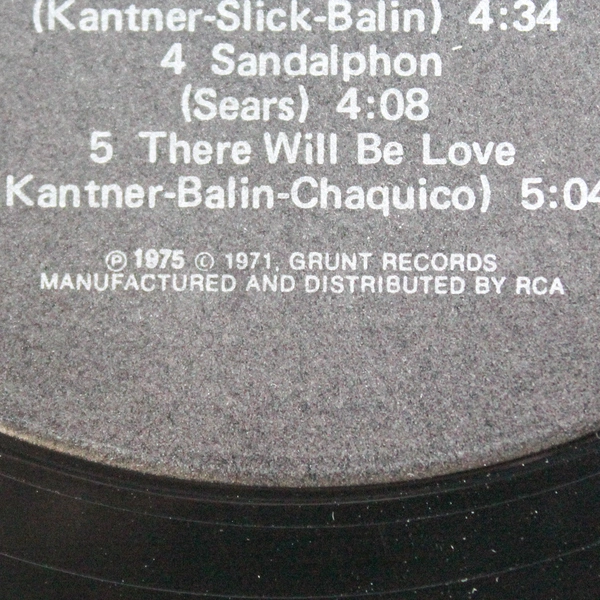 (Kantner-Slick-Balin) 4:34
4 Sandalphon
(Sears) 4:08
5 There Will Be Love
Kantner-Balin-Chaquico) 5:04
Ⓟ 1975 © 1971, GRUNT RECORDS
MANUFACTURED AND DISTRIBUTED BY RCA